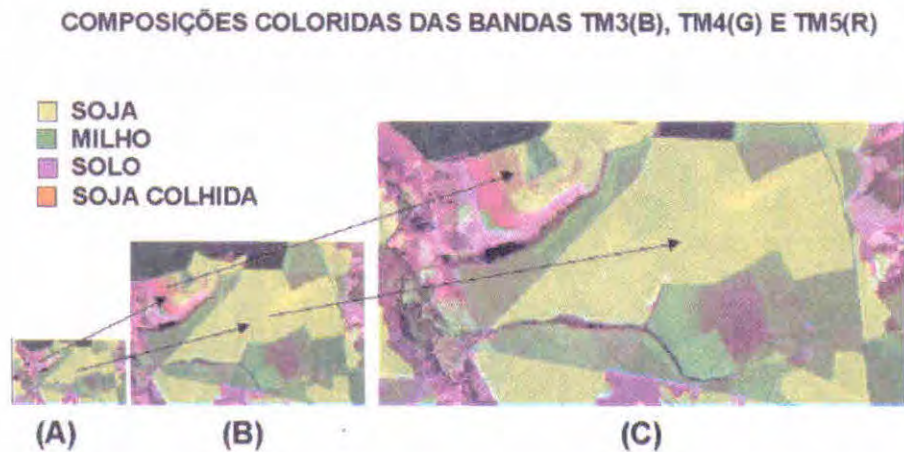 COMPOSIÇÕES COLORIDAS DAS BANDAS TM3(B), TM4(G) E TM5(R)
SOJA
MILHO
SOLO
SOJA COLHIDA
(A)
(B)
(C)